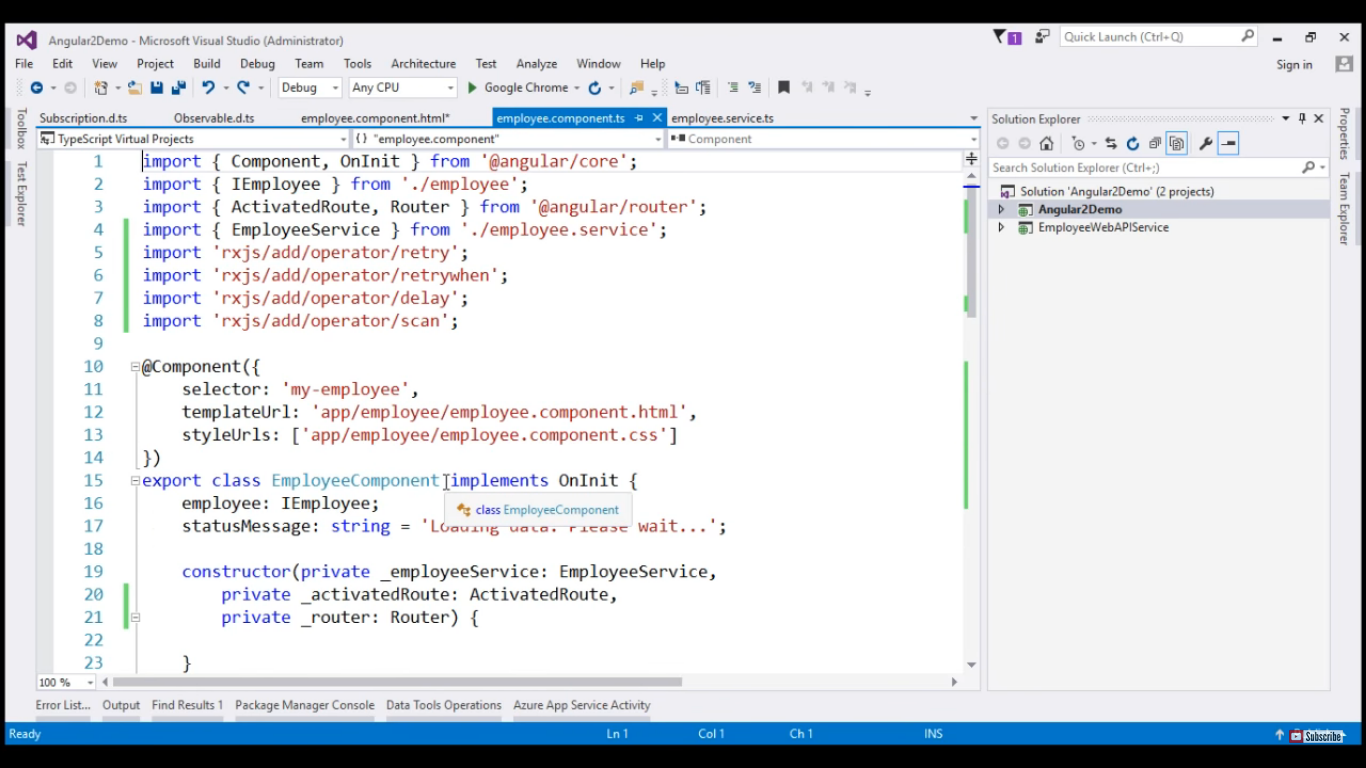 Angular2Demo - Microsoft Visual Studio (Administrator)
1
Quick Launch (Ctrl+Q)
File Edit View Project Build Debug Team Tools Architecture Test Analyze Window Help
Sign in
Debug Any CPU Google Chrome
Toolbox
Test Explorer
Subscription.d.ts Observable.d.ts employee.component.html* employee.component.ts employee.service.ts
TypeScript Virtual Projects {} "employee.component" Component
1 import { Component, OnInit } from '@angular/core';
2 import { IEmployee } from './employee';
3 import { ActivatedRoute, Router } from '@angular/router';
4 import { EmployeeService } from './employee.service';
5 import 'rxjs/add/operator/retry';
6 import 'rxjs/add/operator/retrywhen';
7 import 'rxjs/add/operator/delay';
8 import 'rxjs/add/operator/scan';
9
10 @Component({
11 selector: 'my-employee',
12 templateUrl: 'app/employee/employee.component.html',
13 styleUrls: ['app/employee/employee.component.css']
14 })
15 export class EmployeeComponent implements OnInit {
16 employee: IEmployee;
class EmployeeComponent
17 statusMessage: string = 'Loading data. Please wait...';
18
19 constructor(private _employeeService: EmployeeService,
20 private _activatedRoute: ActivatedRoute,
21 private _router: Router) {
22
23 }
100 %
Solution Explorer
Search Solution Explorer (Ctrl+;)
Solution 'Angular2Demo' (2 projects)
Angular2Demo
EmployeeWebAPIService
Properties
Team Explorer
Error List... Output Find Results 1 Package Manager Console Data Tools Operations Azure App Service Activity
Ready Ln 1 Col 1 Ch 1 INS
Subscribe